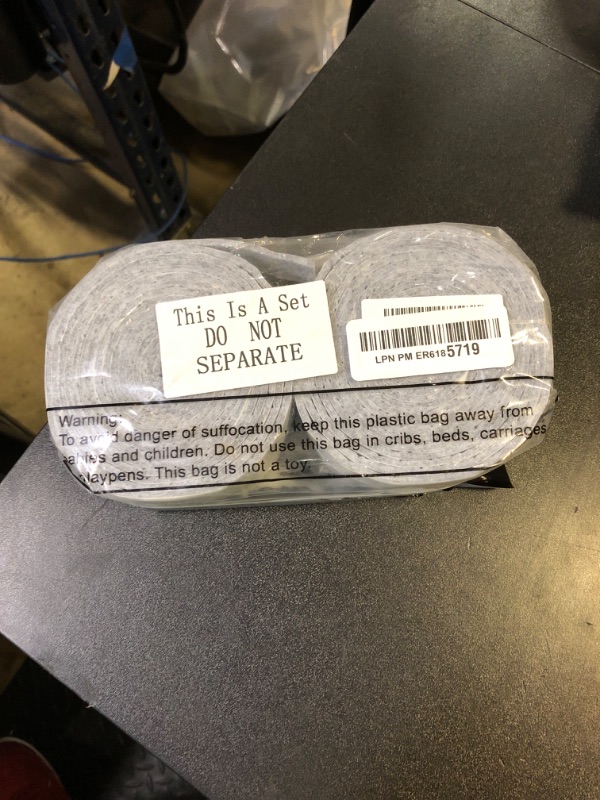 This Is A Set
DO NOT
SEPARATE
LPN PM ER6185719
Warning:
To avoid danger of suffocation, keep this plastic bag away from
babies and children. Do not use this bag in cribs, beds, carriages
playpens. This bag is not a toy